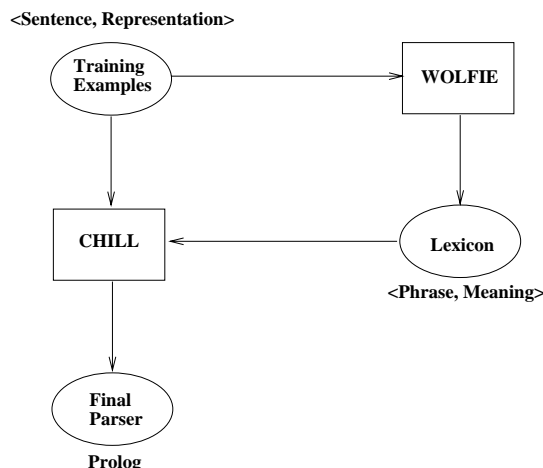 <Sentence, Representation>
Training
Examples
WOLFIE
CHILL
Lexicon
<Phrase, Meaning>
Final
Parser
Prolog